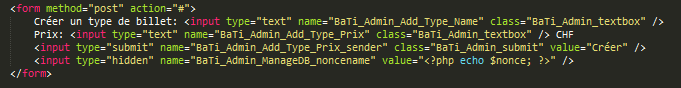 <form method="post" action="#">
Créer un type de billet: <input type="text" name="BaTi_Admin_Add_Type_Name" class="BaTi_Admin_textbox" />
Prix: <input type="text" name="BaTi_Admin_Add_Type_Prix" class="BaTi_Admin_textbox" /> CHF
<input type="submit" name="BaTi_Admin_Add_Type_Prix_sender" class="BaTi_Admin_submit" value="Créer" />
<input type="hidden" name="BaTi_Admin_ManageDB_noncename" value="<?php echo $nonce; ?>" />
</form>